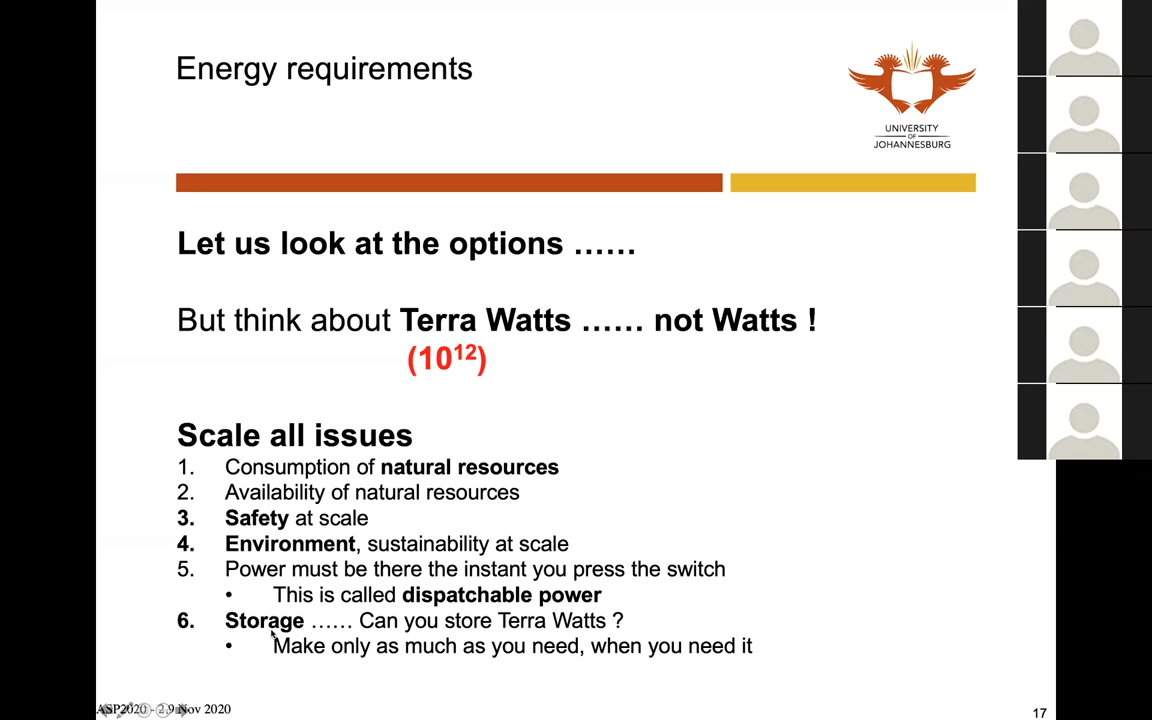 Energy requirements
UNIVERSITY
OF
JOHANNESBURG
Let us look at the options ……
But think about Terra Watts …… not Watts !
(10¹²)
Scale all issues
1. Consumption of natural resources
2. Availability of natural resources
3. Safety at scale
4. Environment, sustainability at scale
5. Power must be there the instant you press the switch
• This is called dispatchable power
6. Storage …… Can you store Terra Watts ?
• Make only as much as you need, when you need it
ASP2020 - 2 9 Nov 2020
17